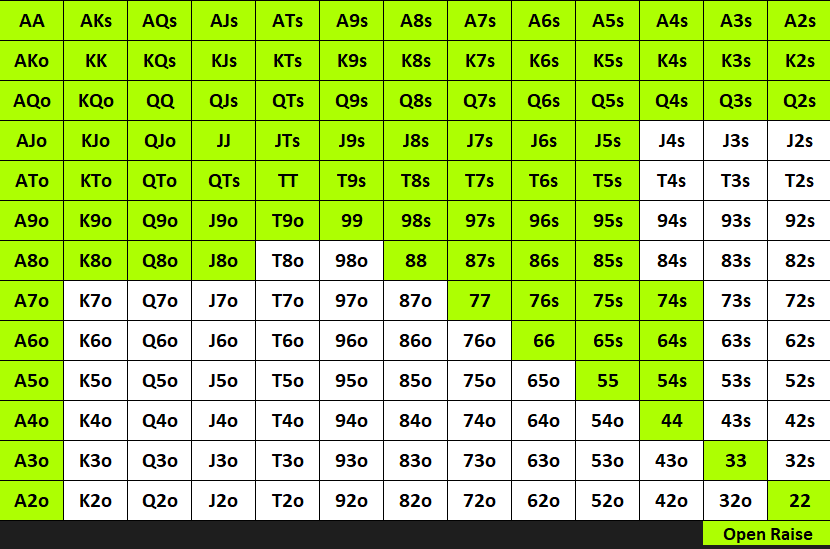 AA AKs AQs AJs ATs A9s A8s A7s A6s A5s A4s A3s A2s
AKo KK KQs KJs KTs K9s K8s K7s K6s K5s K4s K3s K2s
AQo KQo QQ QJs QTs Q9s Q8s Q7s Q6s Q5s Q4s Q3s Q2s
AJo KJo QJo JJ JTs J9s J8s J7s J6s J5s J4s J3s J2s
ATo KTo QTo QTs TT T9s T8s T7s T6s T5s T4s T3s T2s
A9o K9o Q9o J9o T9o 99 98s 97s 96s 95s 94s 93s 92s
A8o K8o Q8o J8o T8o 98o 88 87s 86s 85s 84s 83s 82s
A7o K7o Q7o J7o T7o 97o 87o 77 76s 75s 74s 73s 72s
A6o K6o Q6o J6o T6o 96o 86o 76o 66 65s 64s 63s 62s
A5o K5o Q5o J5o T5o 95o 85o 75o 65o 55 54s 53s 52s
A4o K4o Q4o J4o T4o 94o 84o 74o 64o 54o 44 43s 42s
A3o K3o Q3o J3o T3o 93o 83o 73o 63o 53o 43o 33 32s
A2o K2o Q2o J2o T2o 92o 82o 72o 62o 52o 42o 32o 22
Open Raise